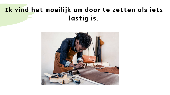 Ik vind het moeilijk om door te zetten als iets
lastig is.